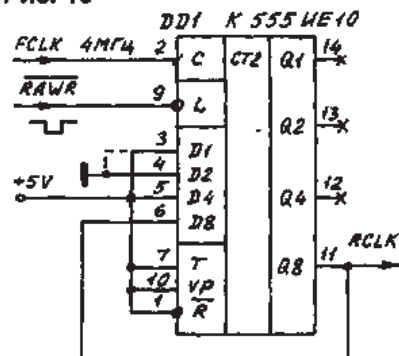 DD1 К 555 ИЕ10
FCLK 4МГц 2 C CT2 Q1 14
RAWR 9 L
Q2 13
3 D1
4 D2
+5V 5 D4 Q4 12
6 D8
7 T Q8 11 RCLK
10 VP
1 R